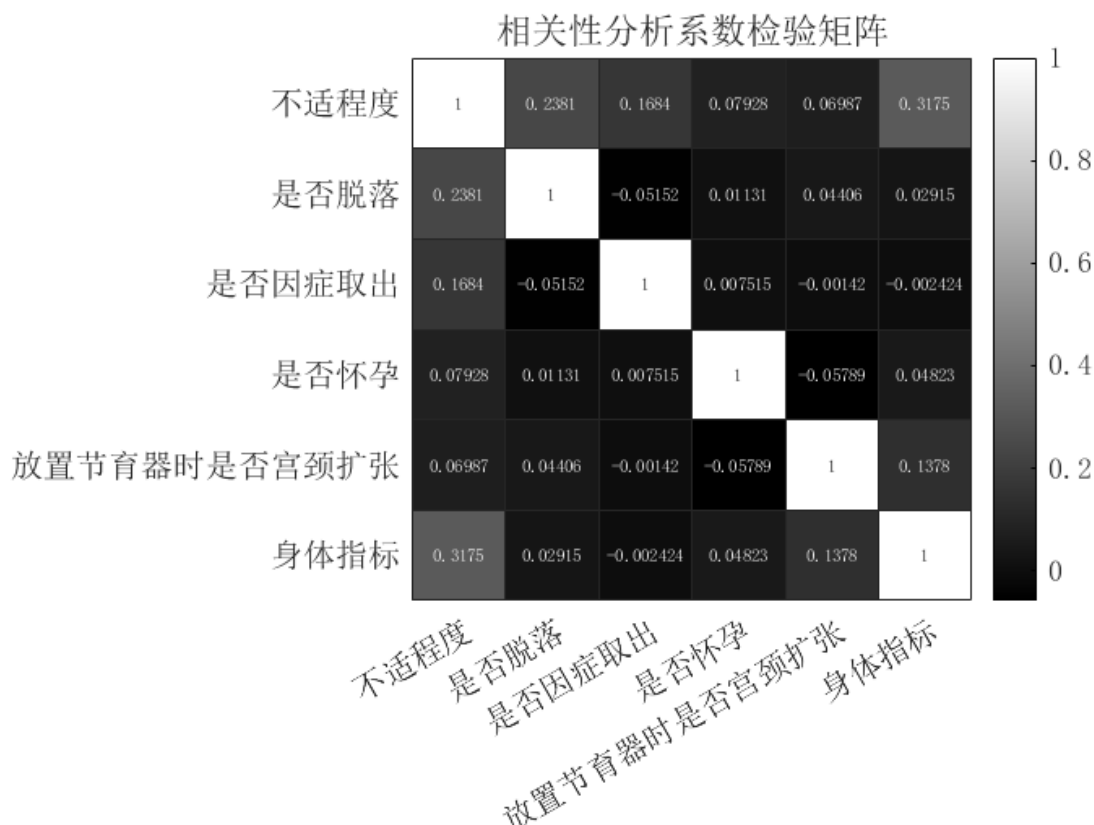 相关性分析系数检验矩阵
不适程度 1 0.2381 0.1684 0.07928 0.06987 0.3175
是否脱落 0.2381 1 -0.05152 0.01131 0.04406 0.02915
是否因症取出 0.1684 -0.05152 1 0.007515 -0.00142 -0.002424
是否怀孕 0.07928 0.01131 0.007515 1 -0.05789 0.04823
放置节育器时是否宫颈扩张 0.06987 0.04406 -0.00142 -0.05789 1 0.1378
身体指标 0.3175 0.02915 -0.002424 0.04823 0.1378 1
不适程度
是否脱落
是否因症取出
是否怀孕
放置节育器时是否宫颈扩张
身体指标
1
0.8
0.6
0.4
0.2
0